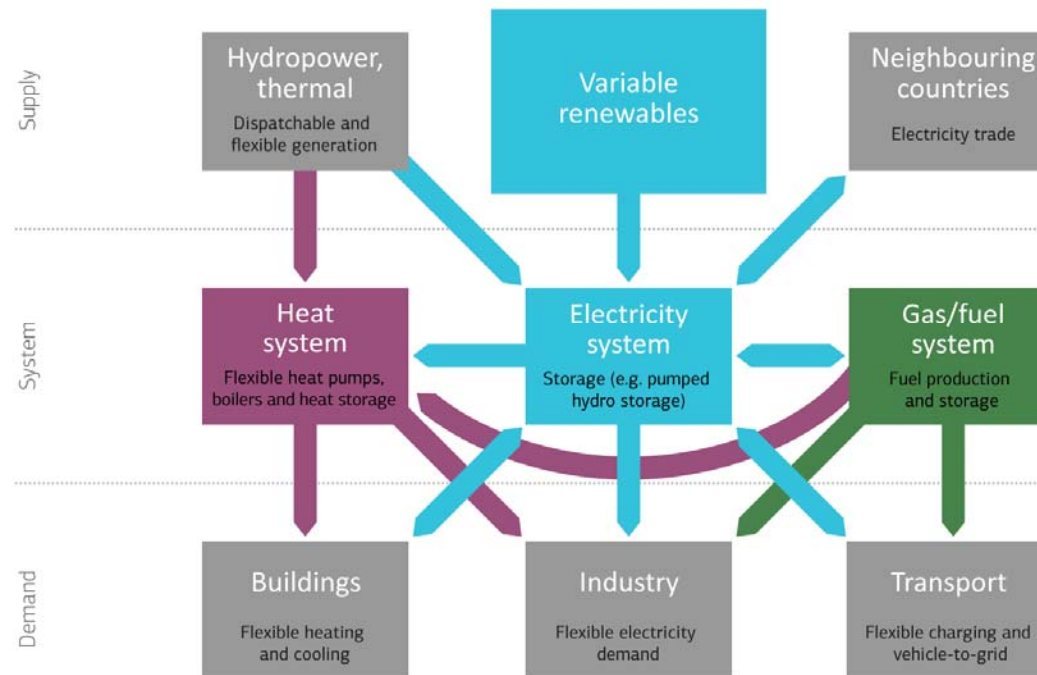 Supply
Hydropower,
thermal
Dispatchable and
flexible generation
Variable
renewables
Neighbouring
countries
Electricity trade
System
Heat
system
Flexible heat pumps,
boilers and heat storage
Electricity
system
Storage (e.g. pumped
hydro storage)
Gas/fuel
system
Fuel production
and storage
Demand
Buildings
Flexible heating
and cooling
Industry
Flexible electricity
demand
Transport
Flexible charging and
vehicle-to-grid